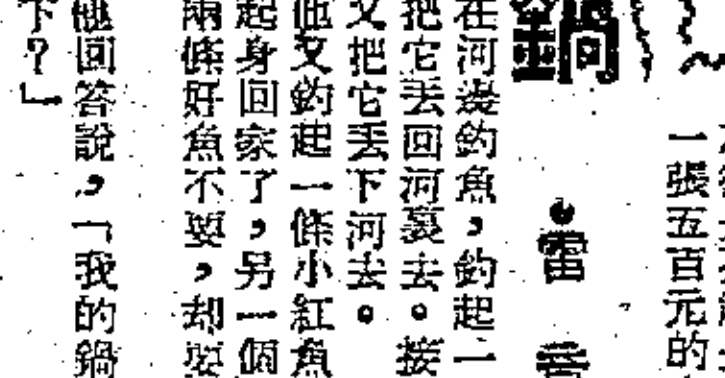 一張五百元的
銅
●雷音
在河邊釣魚，釣起一
把它丟回河裏去。接
又把它丟下河去。
他又釣起一條小紅魚
起身回家了，另一個
兩條好魚不要，却要
他回答說，「我的鍋
下？」